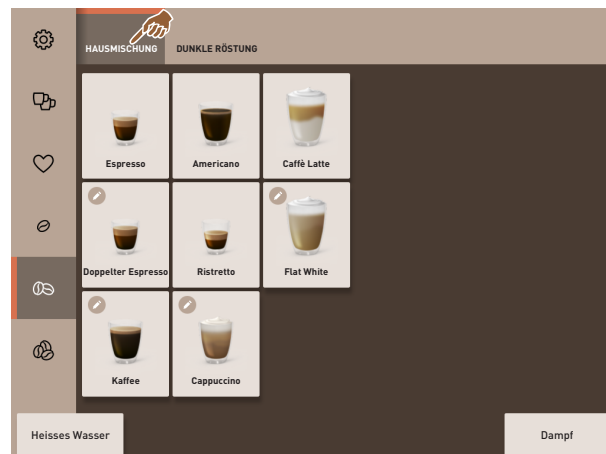 HAUSMISCHUNG DUNKLE RÖSTUNG
Espresso Americano Caffè Latte
Doppelter Espresso Ristretto Flat White
Kaffee Cappuccino
Heisses Wasser Dampf